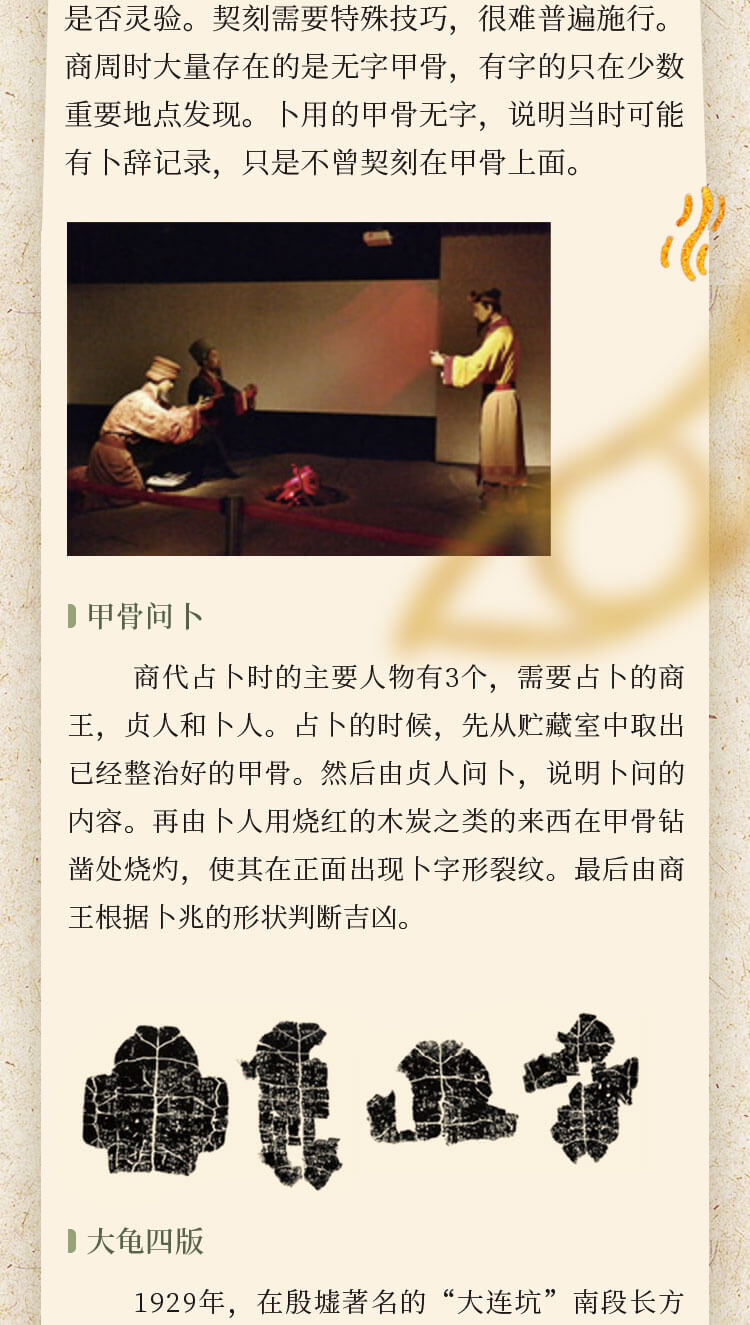 是否灵验。契刻需要特殊技巧，很难普遍施行。
商周时大量存在的是无字甲骨，有字的只在少数
重要地点发现。卜用的甲骨无字，说明当时可能
有卜辞记录，只是不曾契刻在甲骨上面。
甲骨问卜
商代占卜时的主要人物有3个，需要占卜的商
王，贞人和卜人。占卜的时候，先从贮藏室中取出
已经整治好的甲骨。然后由贞人问卜，说明卜问的
内容。再由卜人用烧红的木炭之类的来西在甲骨钻
凿处烧灼，使其在正面出现卜字形裂纹。最后由商
王根据卜兆的形状判断吉凶。
大龟四版
1929年，在殷墟著名的“大连坑”南段长方